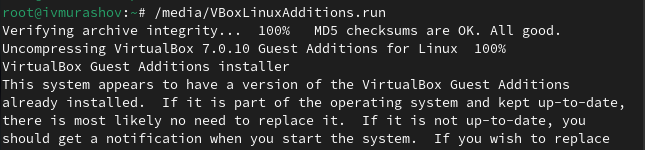 root@ivmurashov:~# /media/VBoxLinuxAdditions.run
Verifying archive integrity...  100%   MD5 checksums are OK. All good.
Uncompressing VirtualBox 7.0.10 Guest Additions for Linux  100%
VirtualBox Guest Additions installer
This system appears to have a version of the VirtualBox Guest Additions
already installed.  If it is part of the operating system and kept up-to-date,
there is most likely no need to replace it.  If it is not up-to-date, you
should get a notification when you start the system.  If you wish to replace